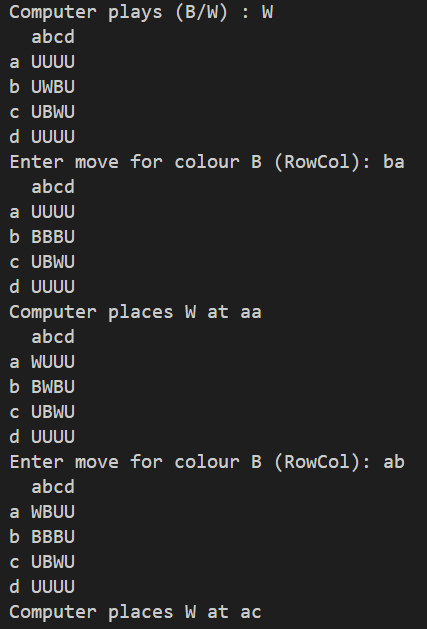 Computer plays (B/W) : W
  abcd
a UUUU
b UWBU
c UBWU
d UUUU
Enter move for colour B (RowCol): ba
  abcd
a UUUU
b BBBU
c UBWU
d UUUU
Computer places W at aa
  abcd
a WUUU
b BWBU
c UBWU
d UUUU
Enter move for colour B (RowCol): ab
  abcd
a WBUU
b BBBU
c UBWU
d UUUU
Computer places W at ac